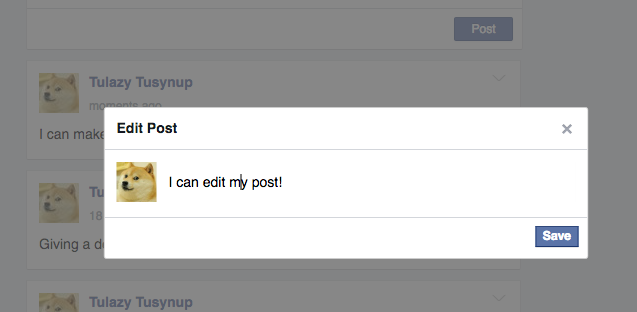 Post
Tulazy Tusynup
moments ago
I can make
Edit Post
×
I can edit my post!
Save
Tu
18
Giving a de
Tulazy Tusynup